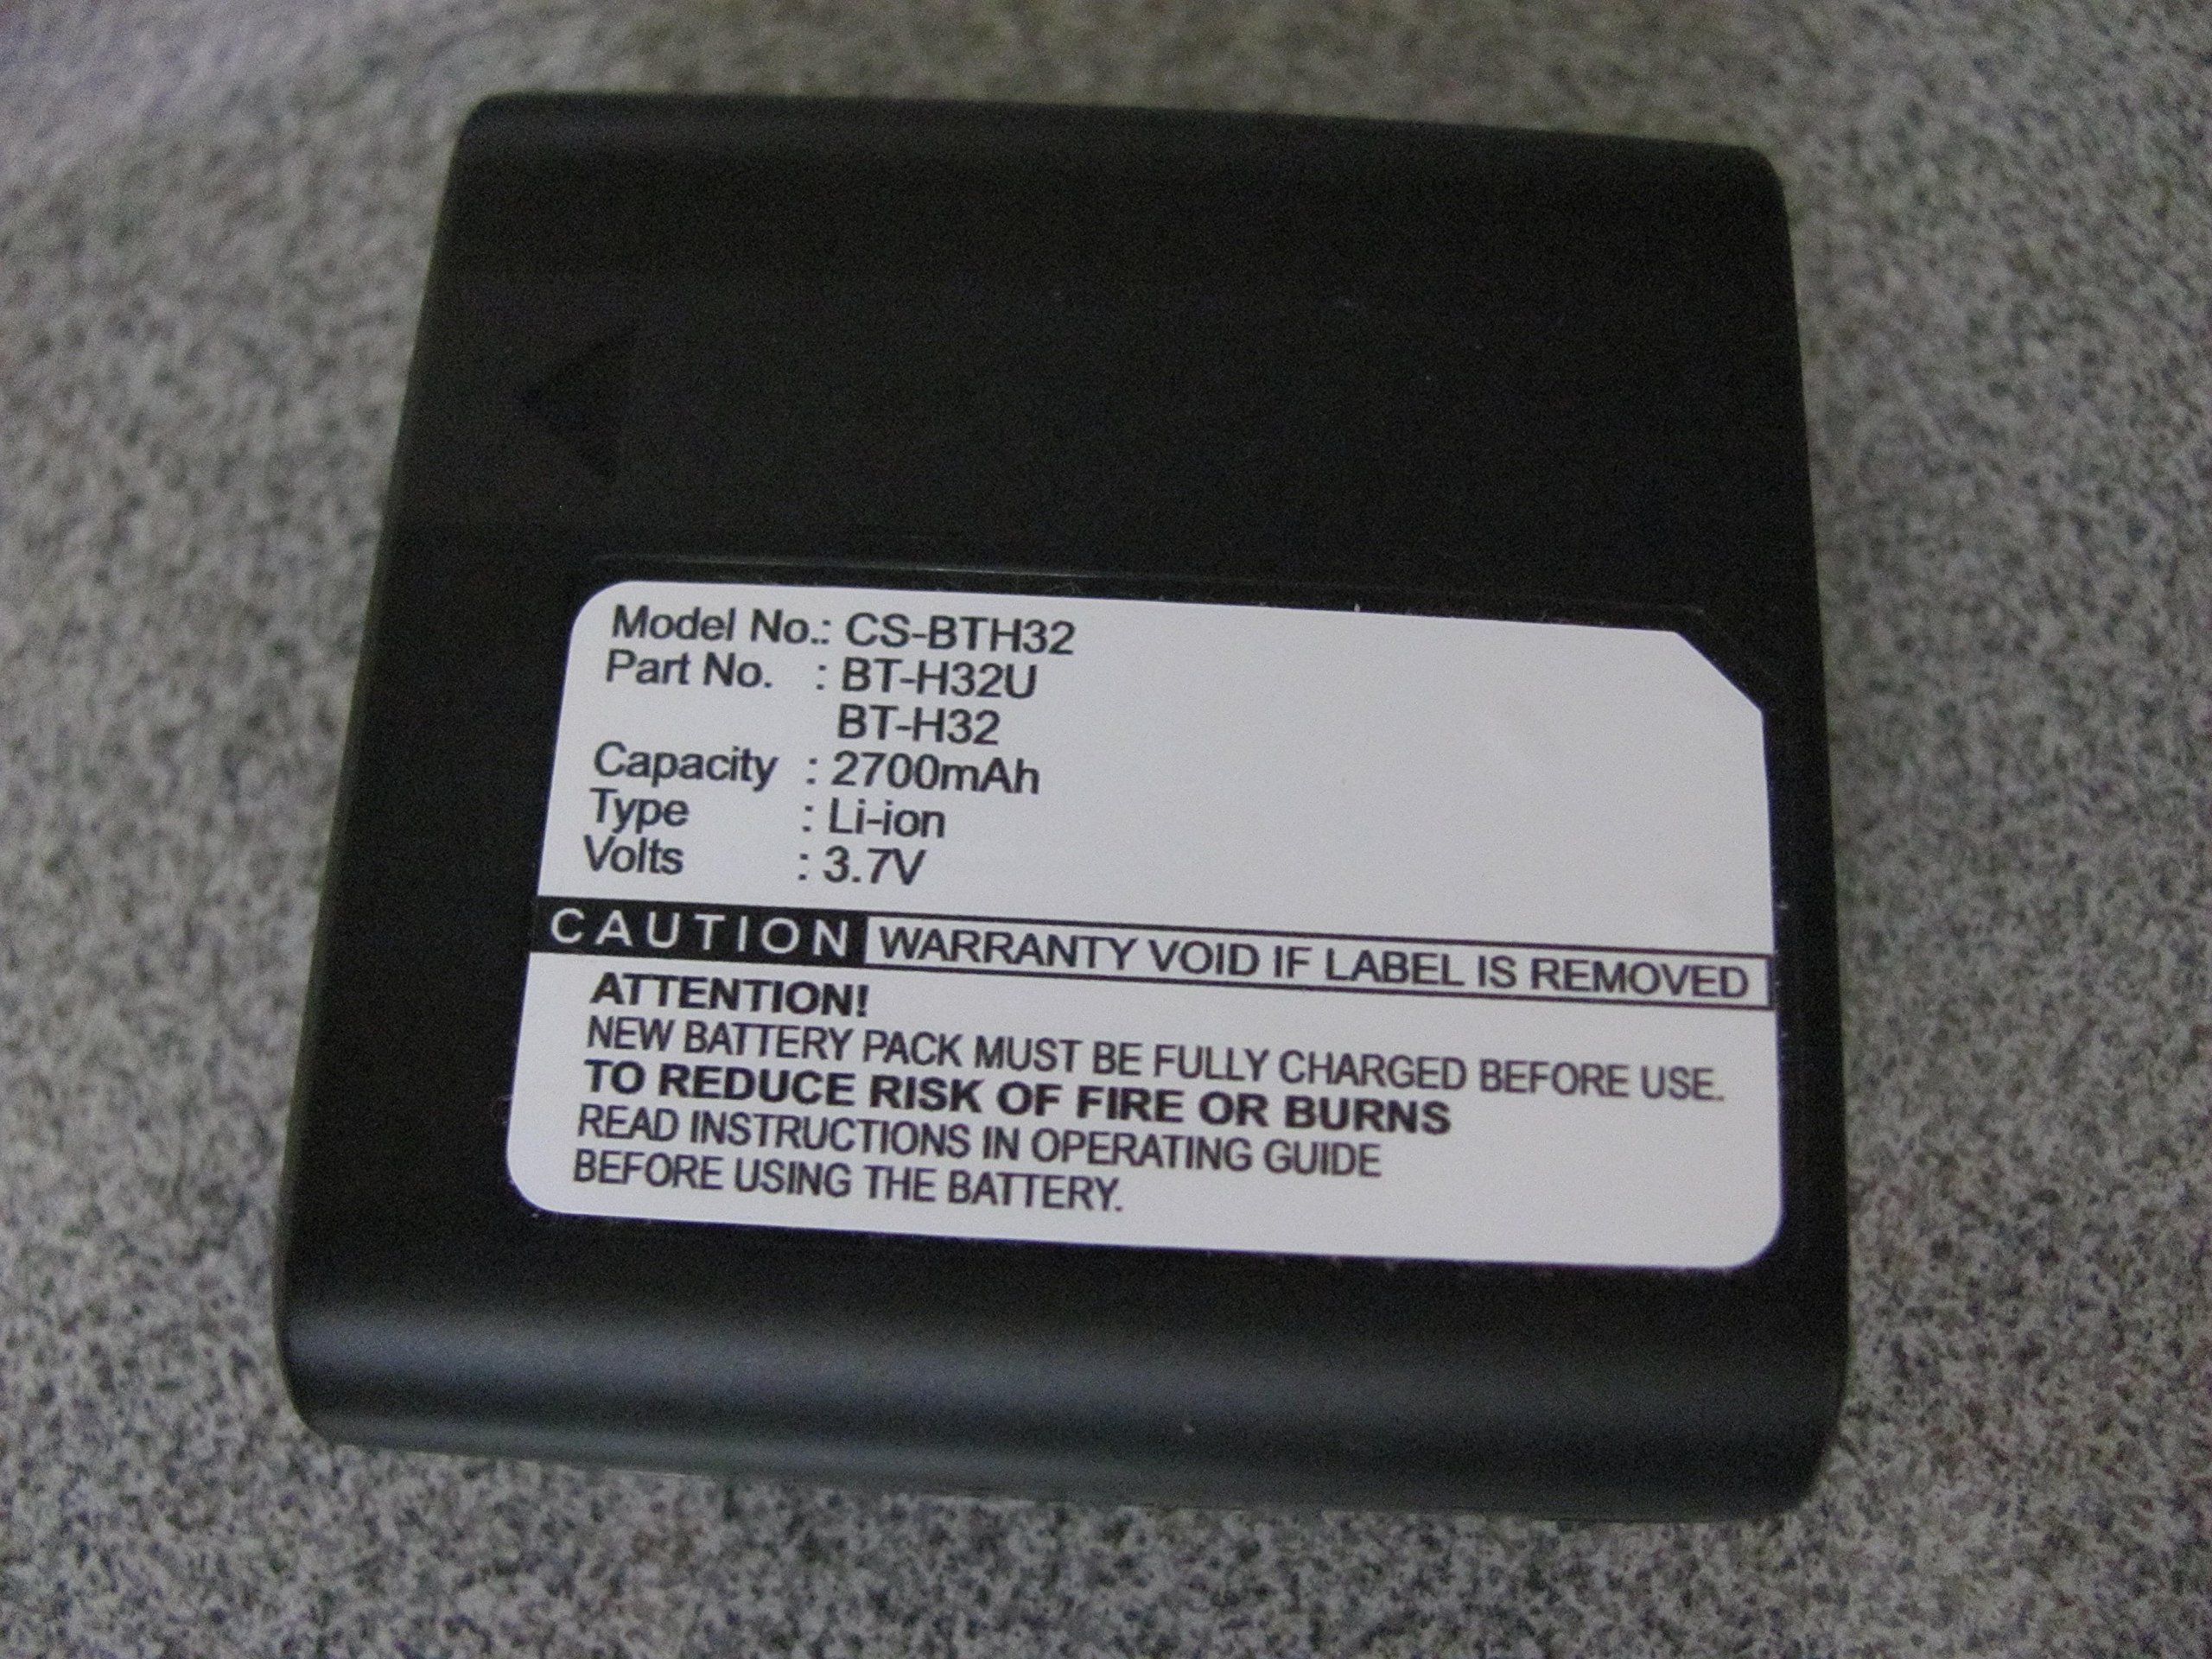 Model No.: CS-BTH32
Part No. : BT-H32U
BT-H32
Capacity : 2700mAh
Type : Li-ion
Volts : 3.7V
CAUTION WARRANTY VOID IF LABEL IS REMOVED
ATTENTION!
NEW BATTERY PACK MUST BE FULLY CHARGED BEFORE USE.
TO REDUCE RISK OF FIRE OR BURNS
READ INSTRUCTIONS IN OPERATING GUIDE
BEFORE USING THE BATTERY.